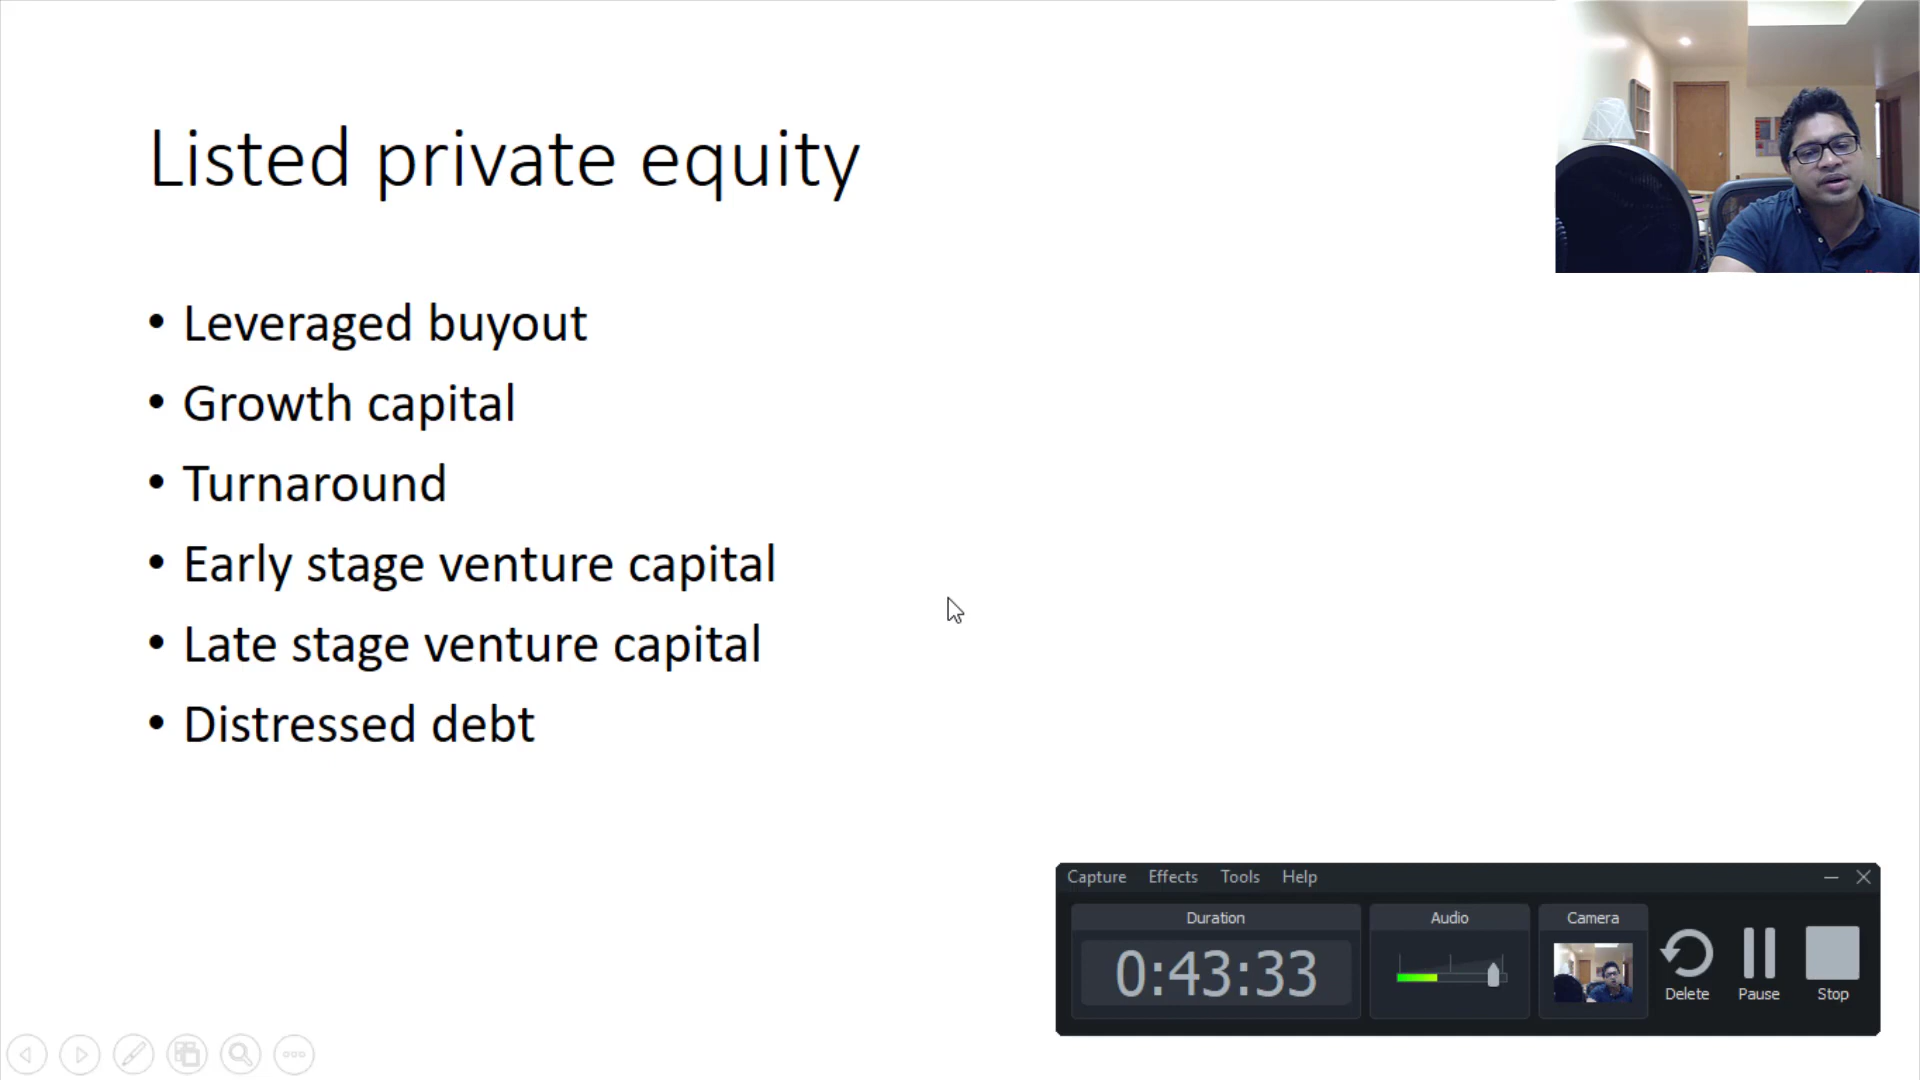 Listed private equity
• Leveraged buyout
• Growth capital
• Turnaround
• Early stage venture capital
• Late stage venture capital
• Distressed debt
Capture Effects Tools Help
Duration Audio Camera
0:43:33
Delete Pause Stop